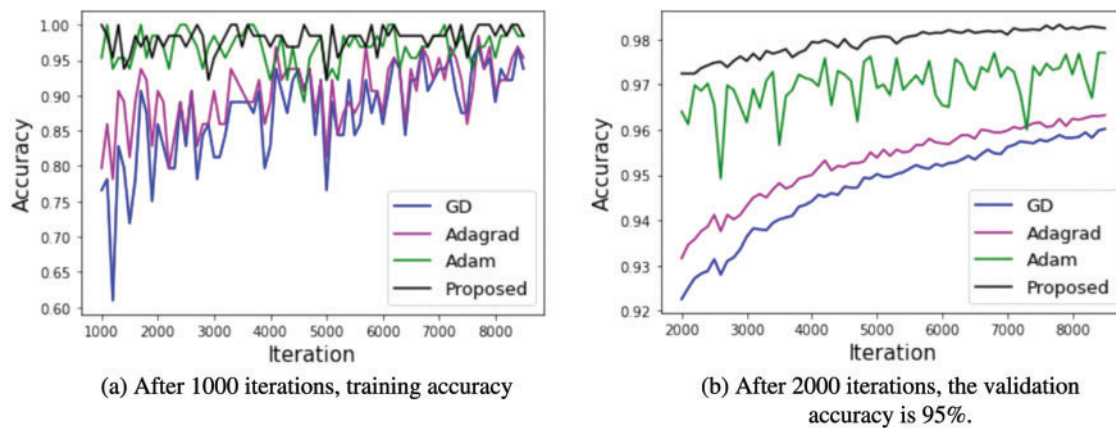 1.00
0.95
0.90
0.85
0.80
0.75
0.70
0.65
0.60
Accuracy
GD
Adagrad
Adam
Proposed
1000 2000 3000 4000 5000 6000 7000 8000
Iteration
(a) After 1000 iterations, training accuracy
0.98
0.97
0.96
0.95
0.94
0.93
0.92
Accuracy
GD
Adagrad
Adam
Proposed
2000 3000 4000 5000 6000 7000 8000
Iteration
(b) After 2000 iterations, the validation
accuracy is 95%.